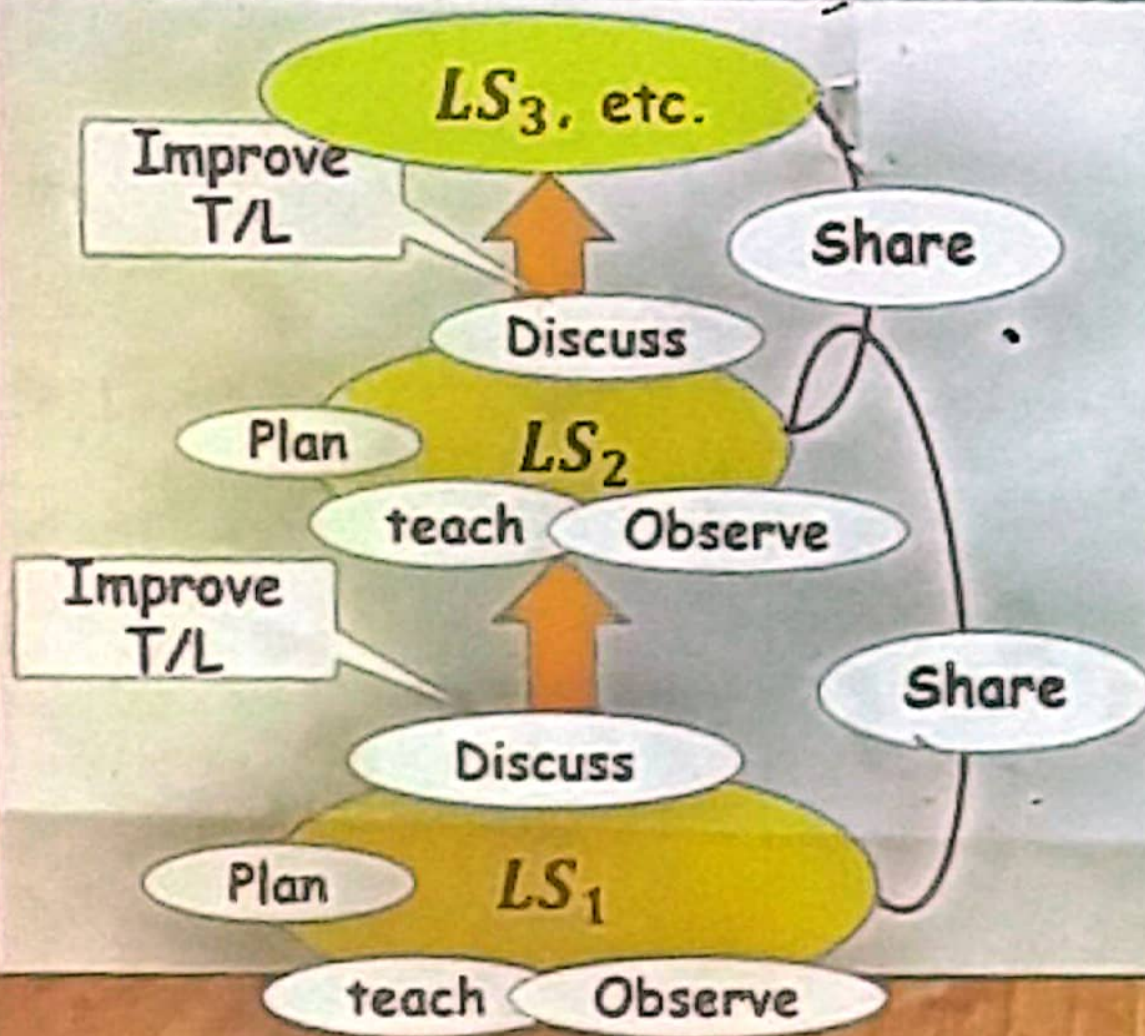 LS₃, etc.
Improve
T/L
Share
Discuss
Plan
LS₂
teach
Observe
Improve
T/L
Share
Discuss
Plan
LS₁
teach
Observe